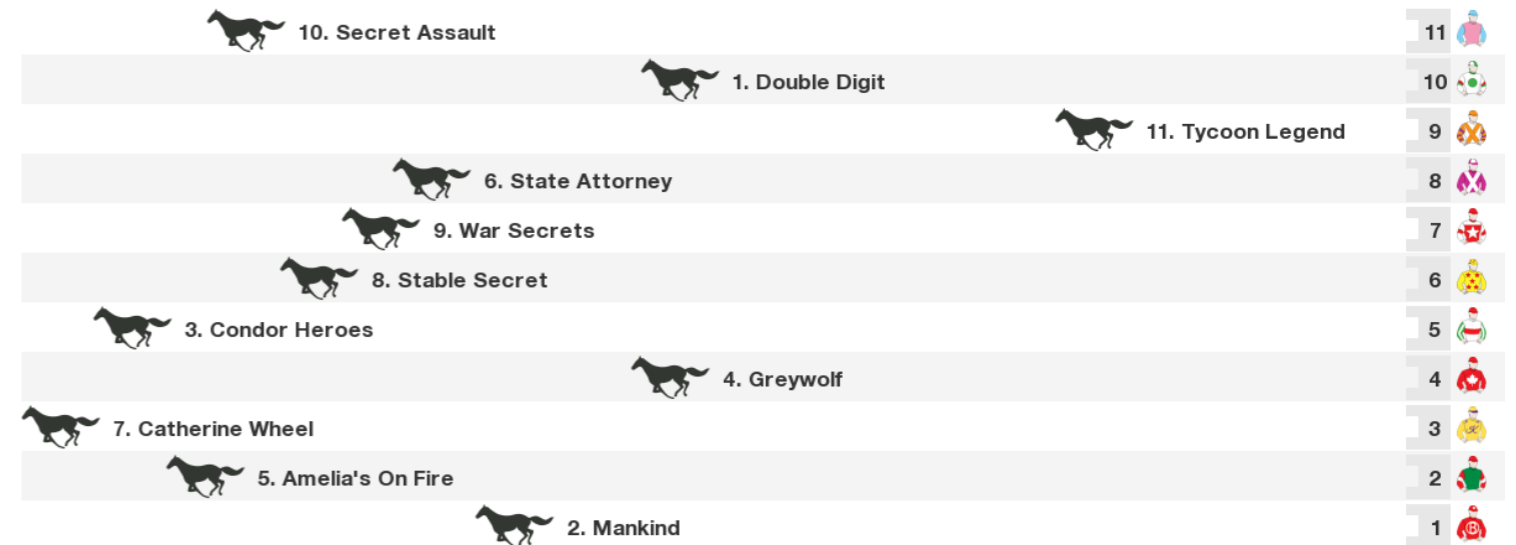 10. Secret Assault 11
1. Double Digit 10
11. Tycoon Legend 9
6. State Attorney 8
9. War Secrets 7
8. Stable Secret 6
3. Condor Heroes 5
4. Greywolf 4
7. Catherine Wheel 3
5. Amelia's On Fire 2
2. Mankind 1